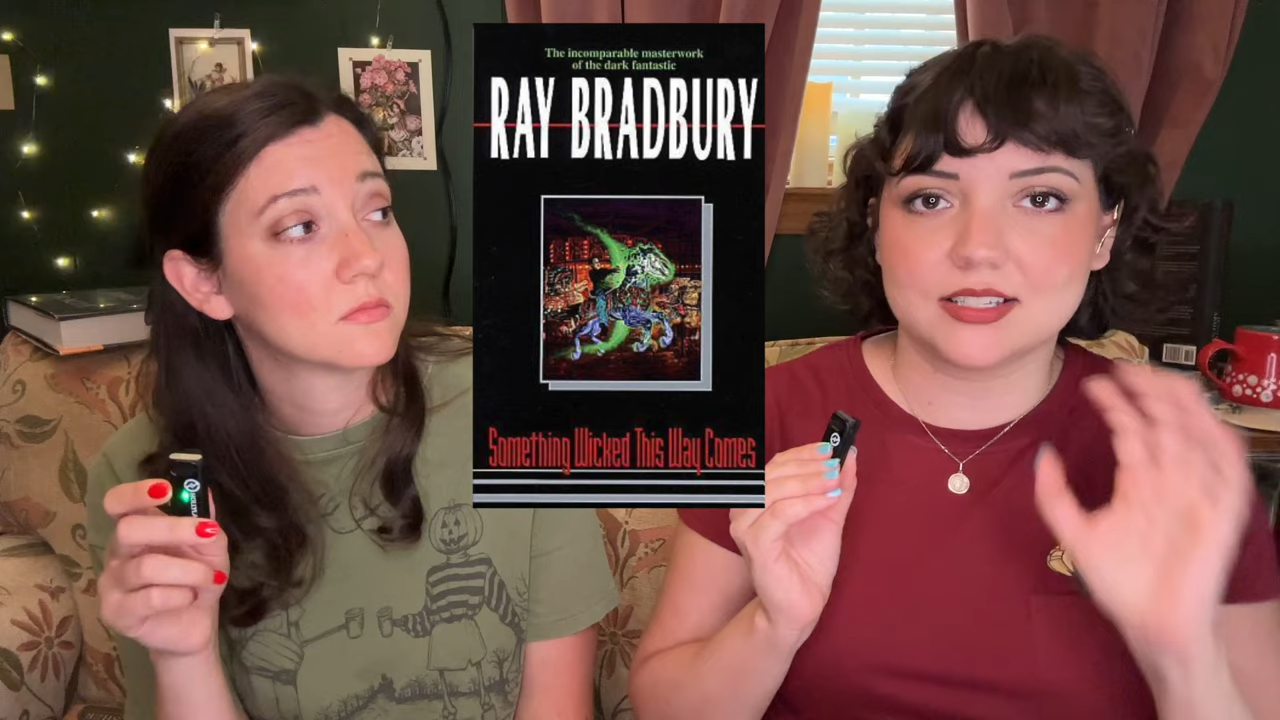 The incomparable masterwork
of the dark fantastic
RAY BRADBURY
Something Wicked This Way Comes